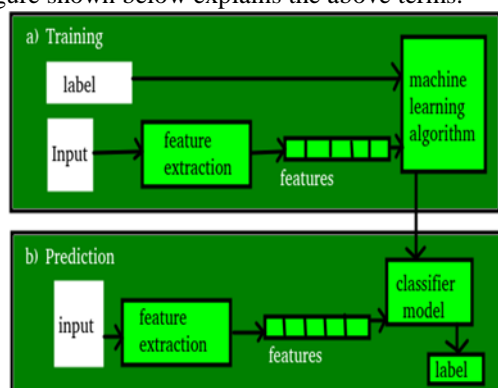 igure shown below explains the above terms.
a) Training
label
machine
learning
algorithm
Input
feature
extraction
features
b) Prediction
input
feature
extraction
features
classifier
model
label